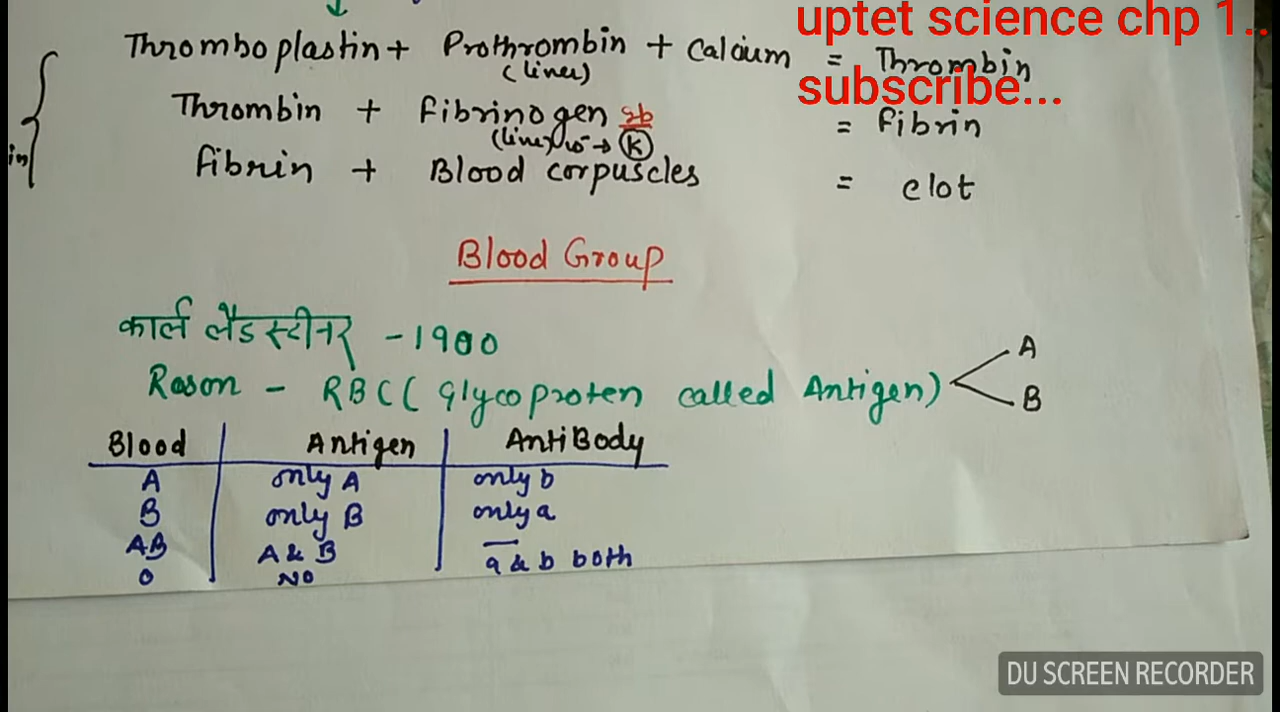 uptet science chp 1..
subscribe...
Thromboplastin + Prothrombin + Calcium = Thrombin
(liver)
Thrombin + fibrinogen = fibrin
(liver) → K
fibrin + Blood corpuscles = clot
in
Blood Group
कार्ल लैंडस्टीनर - 1900
Rason - RBC ( Glycoproten called Antigen)
A
B
Blood Antigen AntiBody
A only A only b
B only B only a
AB A & B —
O NO a & b both
DU SCREEN RECORDER